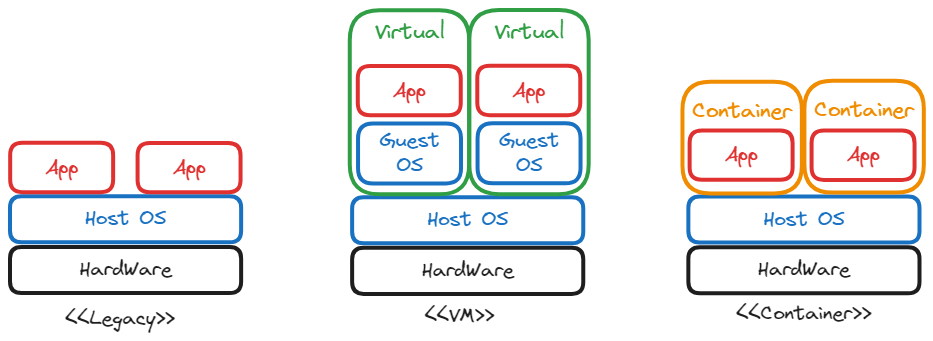 App
App
Host OS
HardWare
<<Legacy>>
Virtual
Virtual
App
App
Guest
OS
Guest
OS
Host OS
HardWare
<<VM>>
Container
Container
App
App
Host OS
HardWare
<<Container>>